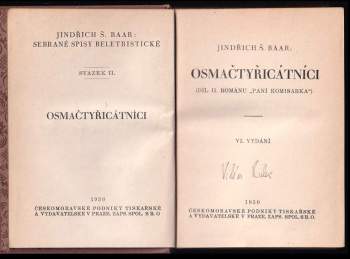 JINDŘICH Š. BAAR:
SEBRANÉ SPISY BELETRISTICKÉ
SVAZEK II.
OSMAČTYŘICÁTNÍCI
1930
ČESKOMORAVSKÉ PODNIKY TISKAŘSKÉ
A VYDAVATELSKÉ V PRAZE, ZAPS. SPOL. S R. O.
JINDŘICH Š. BAAR:
OSMAČTYŘICÁTNÍCI
(DÍL II. ROMÁNU „PANÍ KOMISARKA“)
VI. VYDÁNÍ
1930
ČESKOMORAVSKÉ PODNIKY TISKAŘSKÉ
A VYDAVATELSKÉ V PRAZE, ZAPS. SPOL. S R. O.